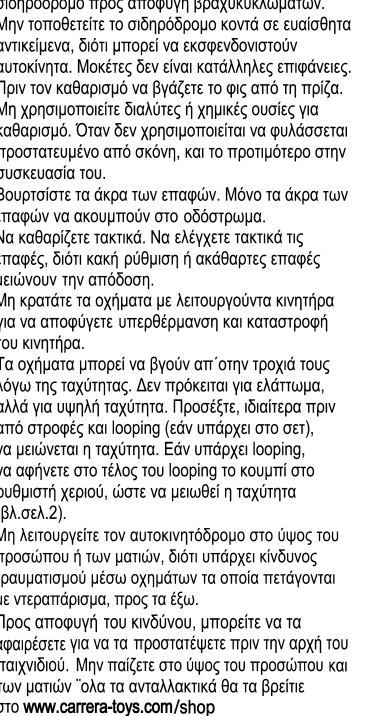 σιδηρόδρομο προς αποφυγή βραχυκυκλωμάτων.
Μην τοποθετείτε το σιδηρόδρομο κοντά σε ευαίσθητα
αντικείμενα, διότι μπορεί να εκσφενδονιστούν
αυτοκίνητα. Μοκέτες δεν είναι κατάλληλες επιφάνειες.
Πριν τον καθαρισμό να βγάζετε το φις από τη πρίζα.
Μη χρησιμοποιείτε διαλύτες ή χημικές ουσίες για
καθαρισμό. Όταν δεν χρησιμοποιείται να φυλάσσεται
προστατευμένο από σκόνη, και το προτιμότερο στην
συσκευασία του.
Βουρτσίστε τα άκρα των επαφών. Μόνο τα άκρα των
επαφών να ακουμπούν στο οδόστρωμα.
Να καθαρίζετε τακτικά. Να ελέγχετε τακτικά τις
επαφές, διότι κακή ρύθμιση ή ακάθαρτες επαφές
μειώνουν την απόδοση.
Μη κρατάτε τα οχήματα με λειτουργούντα κινητήρα
για να αποφύγετε υπερθέρμανση και καταστροφή
του κινητήρα.
Τα οχήματα μπορεί να βγούν απ΄οτην τροχιά τους
λόγω της ταχύτητας. Δεν πρόκειται για ελάττωμα,
αλλά για υψηλή ταχύτητα. Προσέξτε, ιδιαίτερα πριν
από στροφές και looping (εάν υπάρχει στο σετ),
να μειώνεται η ταχύτητα. Εάν υπάρχει looping,
να αφήνετε στο τέλος του looping το κουμπί στο
ρυθμιστή χεριού, ώστε να μειωθεί η ταχύτητα
(βλ.σελ.2).
Μη λειτουργείτε τον αυτοκινητόδρομο στο ύψος του
προσώπου ή των ματιών, διότι υπάρχει κίνδυνος
τραυματισμού μέσω οχημάτων τα οποία πετάγονται
με ντεραπάρισμα, προς τα έξω.
Προς αποφυγή του κινδύνου, μπορείτε να τα
αφαιρέσετε για να τα προστατέψετε πριν την αρχή του
παιχνιδιού. Μην παίζετε στο ύψος του προσώπου και
των ματιών ¨ολα τα ανταλλακτικά θα τα βρείτιε
στο www.carrera-toys.com/shop